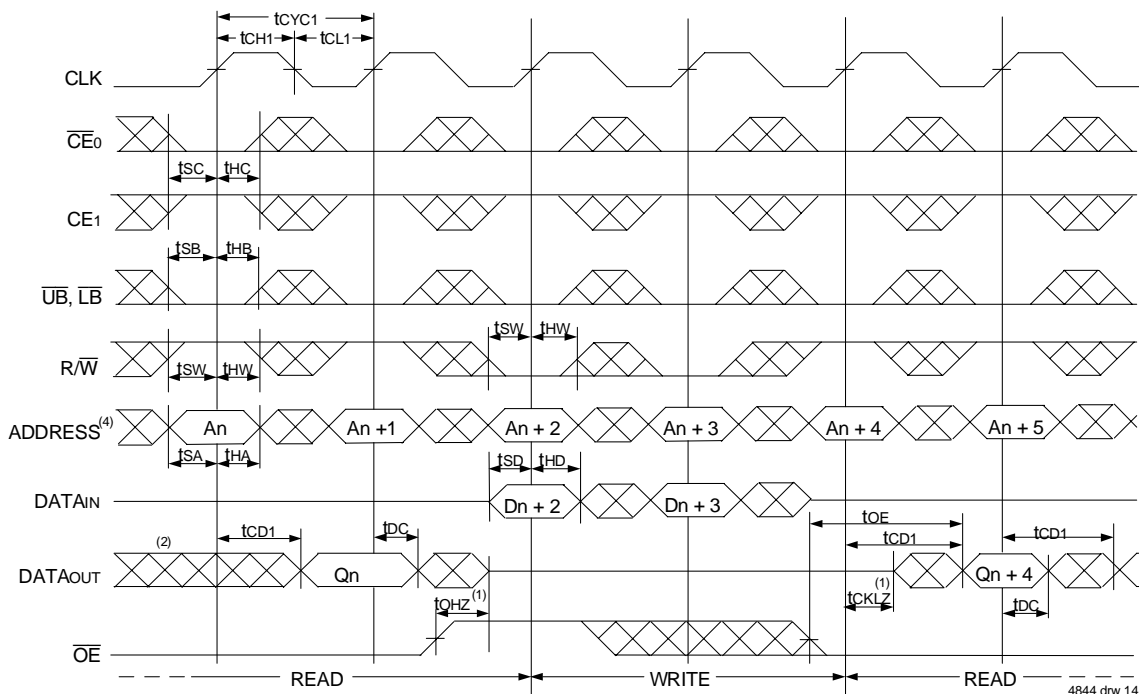 tCYC1
tCH1 tCL1
CLK
CE0
tSC tHC
CE1
tSB tHB
UB, LB
tSW tHW
R/W
tSW tHW
ADDRESS(4) An An +1 An + 2 An + 3 An + 4 An + 5
tSA tHA tSD tHD
DATAIN Dn + 2 Dn + 3
tOE
tCD1 tDC tCD1 tCD1
(2)
DATAOUT Qn Qn + 4
tOHZ(1) tCKLZ(1) tDC
OE
READ WRITE READ
4844 drw 14